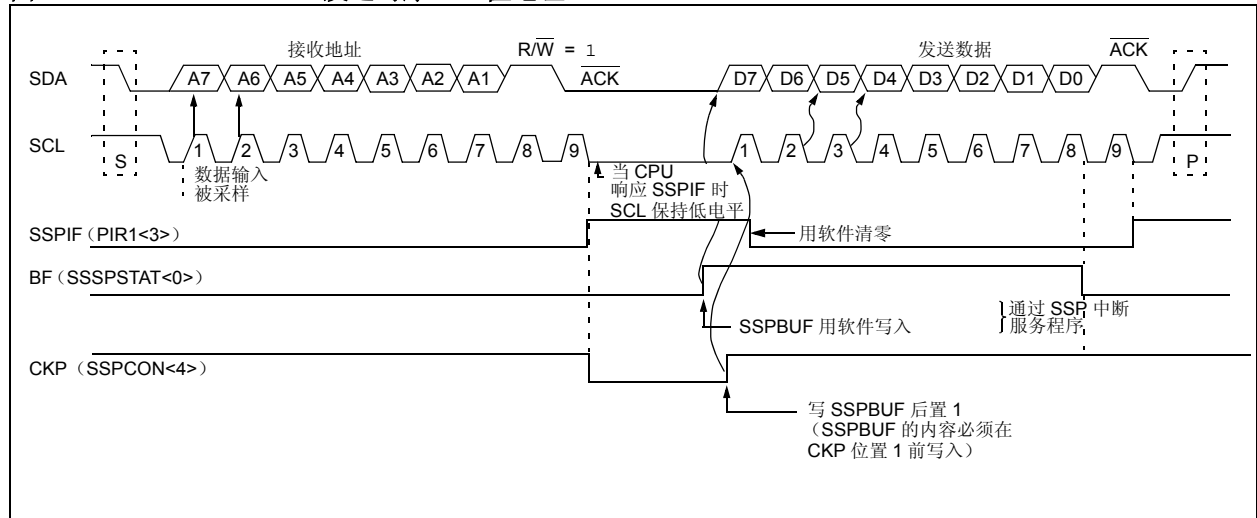 接收地址 R/W = 1 发送数据 ACK
SDA A7 A6 A5 A4 A3 A2 A1 ACK D7 D6 D5 D4 D3 D2 D1 D0
SCL S 1 2 3 4 5 6 7 8 9 1 2 3 4 5 6 7 8 9 P
数据输入
被采样
当 CPU
响应 SSPIF 时
SCL 保持低电平
SSPIF（PIR1<3>）
用软件清零
BF（SSSPSTAT<0>）
SSPBUF 用软件写入
通过 SSP 中断
服务程序
CKP（SSPCON<4>）
写 SSPBUF 后置 1
（SSPBUF 的内容必须在
CKP 位置 1 前写入）